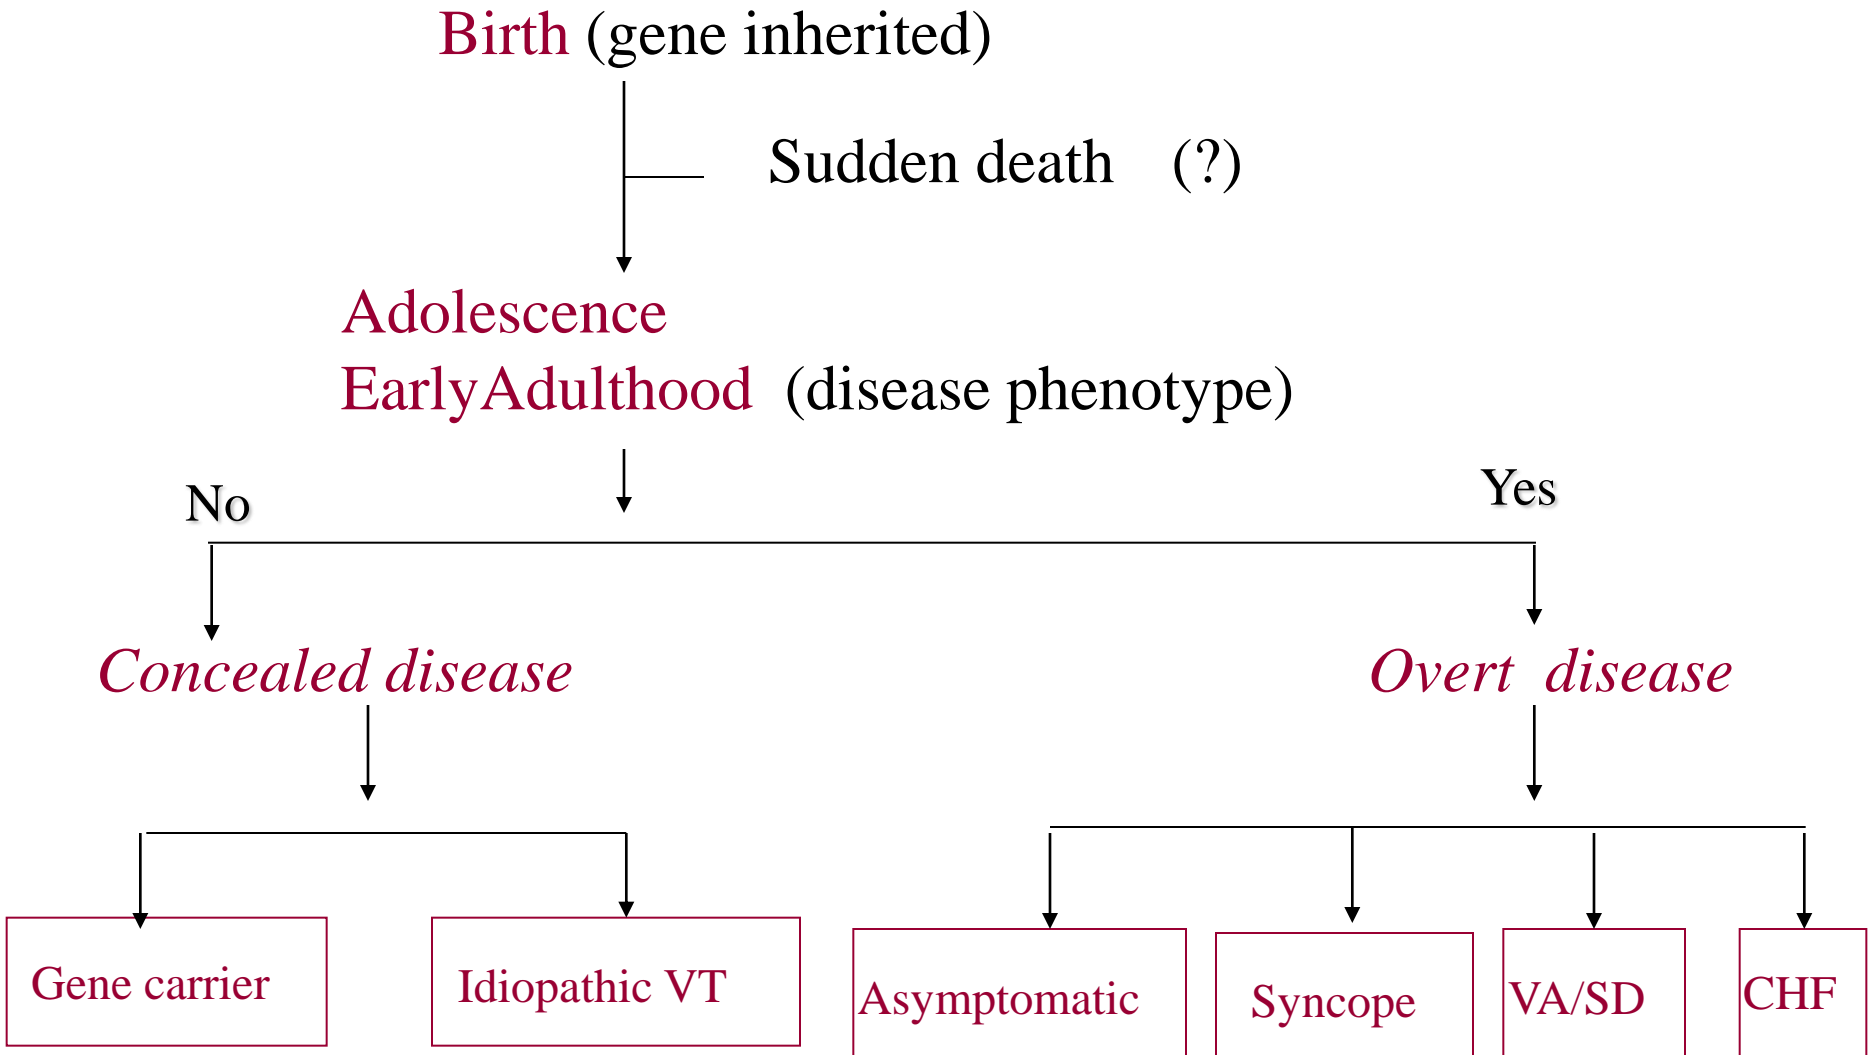 Birth (gene inherited)
Sudden death (?)
Adolescence
EarlyAdulthood (disease phenotype)
No
Yes
Concealed disease
Overt disease
Gene carrier
Idiopathic VT
Asymptomatic
Syncope
VA/SD
CHF